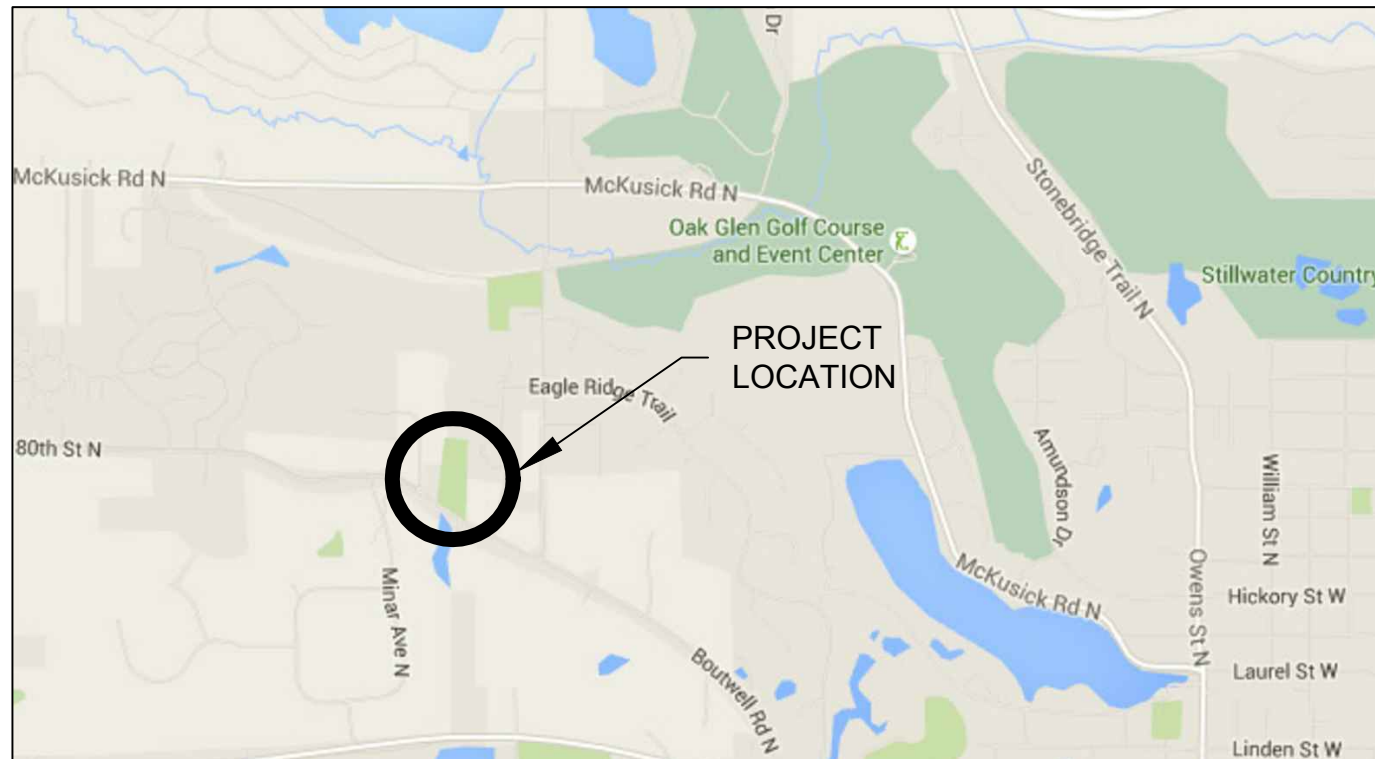 Dr
McKusick Rd N
McKusick Rd N
Oak Glen Golf Course
and Event Center
Stonebridge Trail N
Stillwater Country
PROJECT
LOCATION
Eagle Ridge Trail
80th St N
Amundson Dr
William St N
Minar Ave N
McKusick Rd N
Owens St N
Hickory St W
Boutwell Rd N
Laurel St W
Linden St W